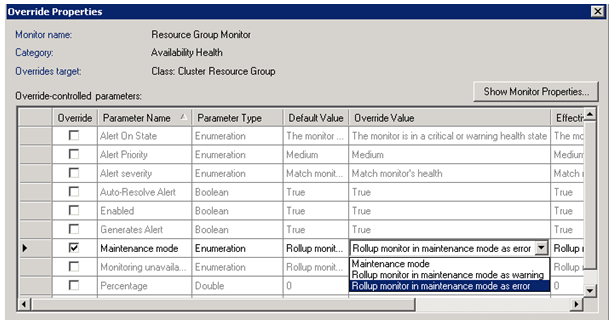 Override Properties
Monitor name: Resource Group Monitor
Category: Availability Health
Overrides target: Class: Cluster Resource Group
Show Monitor Properties...
Override-controlled parameters:
Override Parameter Name Parameter Type Default Value Override Value Effectiv
Alert On State Enumeration The monitor ... The monitor is in a critical or warning health state The mo
Alert Priority Enumeration Medium Medium Medium
Alert severity Enumeration Match monit... Match monitor's health Match
Auto-Resolve Alert Boolean True True True
Enabled Boolean True True True
Generates Alert Boolean True True True
Maintenance mode Enumeration Rollup monit... Rollup monitor in maintenance mode as error Rollup r
Monitoring unavaila... Enumeration Rollup monit... Rollup r
Percentage Double 0 0
Maintenance mode
Rollup monitor in maintenance mode as warning
Rollup monitor in maintenance mode as error